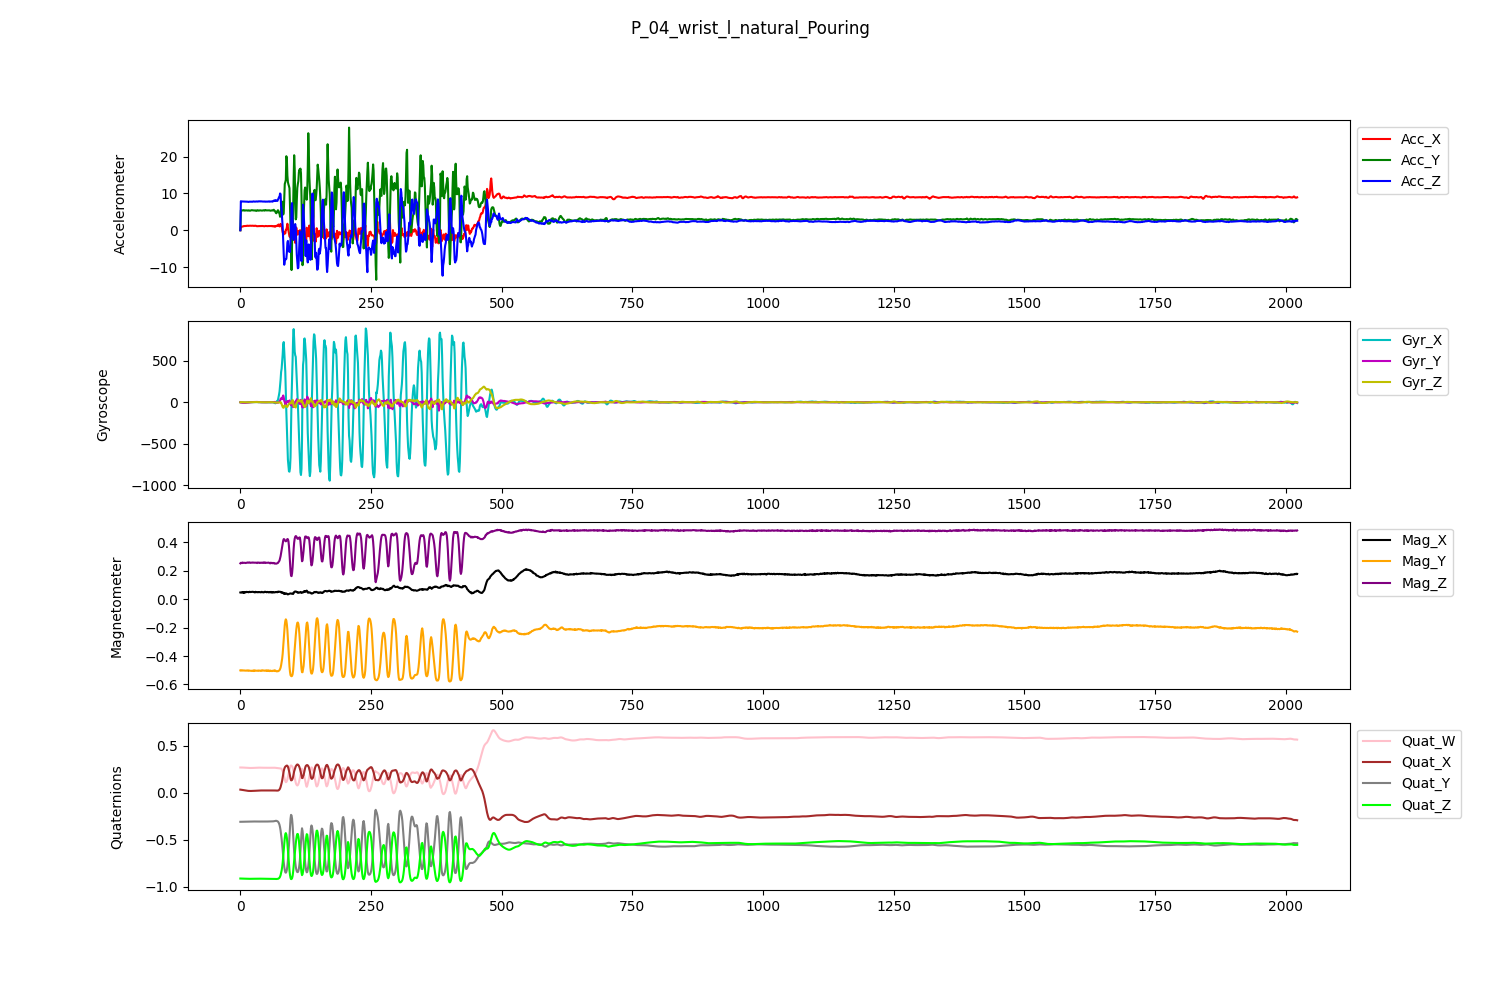 P_04_wrist_l_natural_Pouring
Accelerometer
20
10
0
−10
0 250 500 750 1000 1250 1500 1750 2000
Acc_X
Acc_Y
Acc_Z
Gyroscope
500
0
−500
−1000
0 250 500 750 1000 1250 1500 1750 2000
Gyr_X
Gyr_Y
Gyr_Z
Magnetometer
0.4
0.2
0.0
−0.2
−0.4
−0.6
0 250 500 750 1000 1250 1500 1750 2000
Mag_X
Mag_Y
Mag_Z
Quaternions
0.5
0.0
−0.5
−1.0
0 250 500 750 1000 1250 1500 1750 2000
Quat_W
Quat_X
Quat_Y
Quat_Z